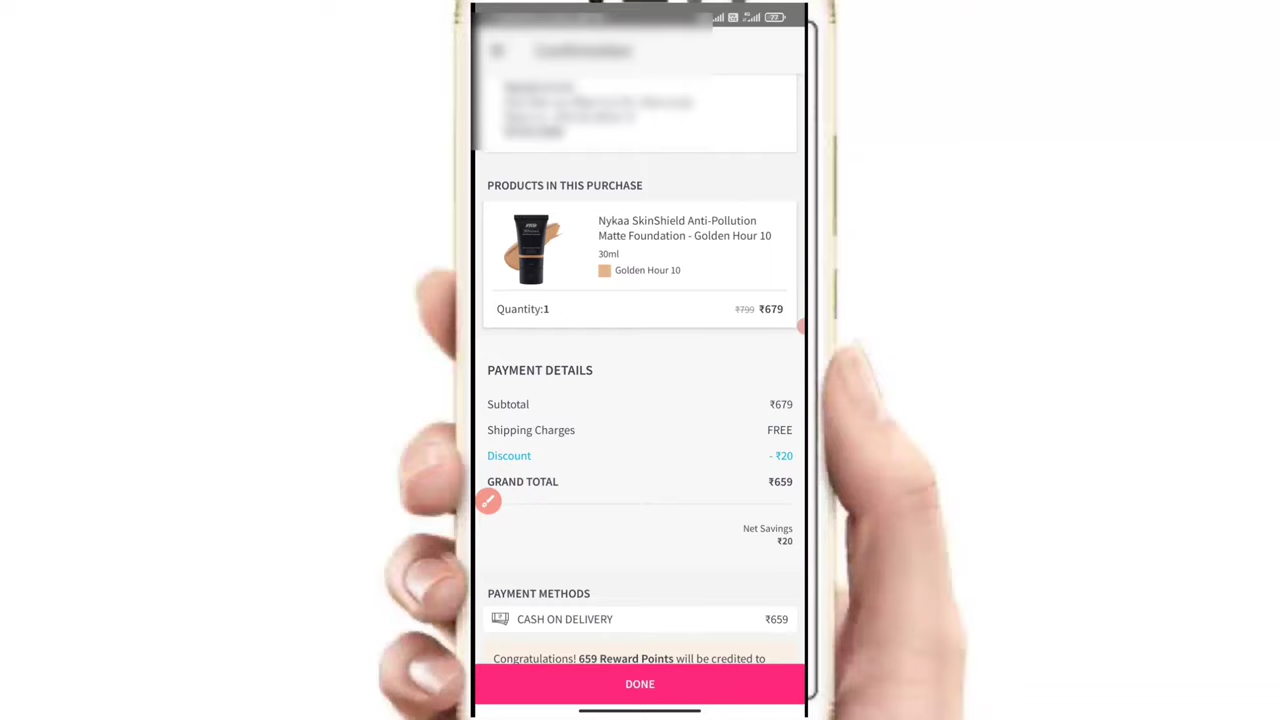 4G
77
PRODUCTS IN THIS PURCHASE
Nykaa SkinShield Anti-Pollution
Matte Foundation - Golden Hour 10
30ml
Golden Hour 10
Quantity:1 ₹799 ₹679
PAYMENT DETAILS
Subtotal ₹679
Shipping Charges FREE
Discount - ₹20
GRAND TOTAL ₹659
Net Savings
₹20
PAYMENT METHODS
CASH ON DELIVERY ₹659
Congratulations! 659 Reward Points will be credited to
DONE